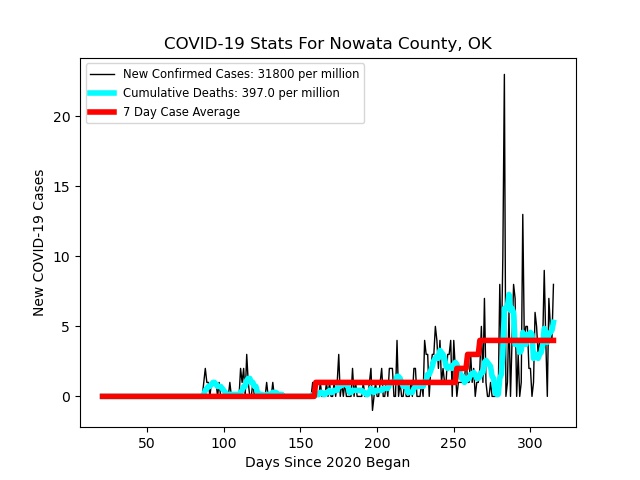 COVID-19 Stats For Nowata County, OK
New Confirmed Cases: 31800 per million
Cumulative Deaths: 397.0 per million
7 Day Case Average
New COVID-19 Cases
20
15
10
5
0
50 100 150 200 250 300
Days Since 2020 Began